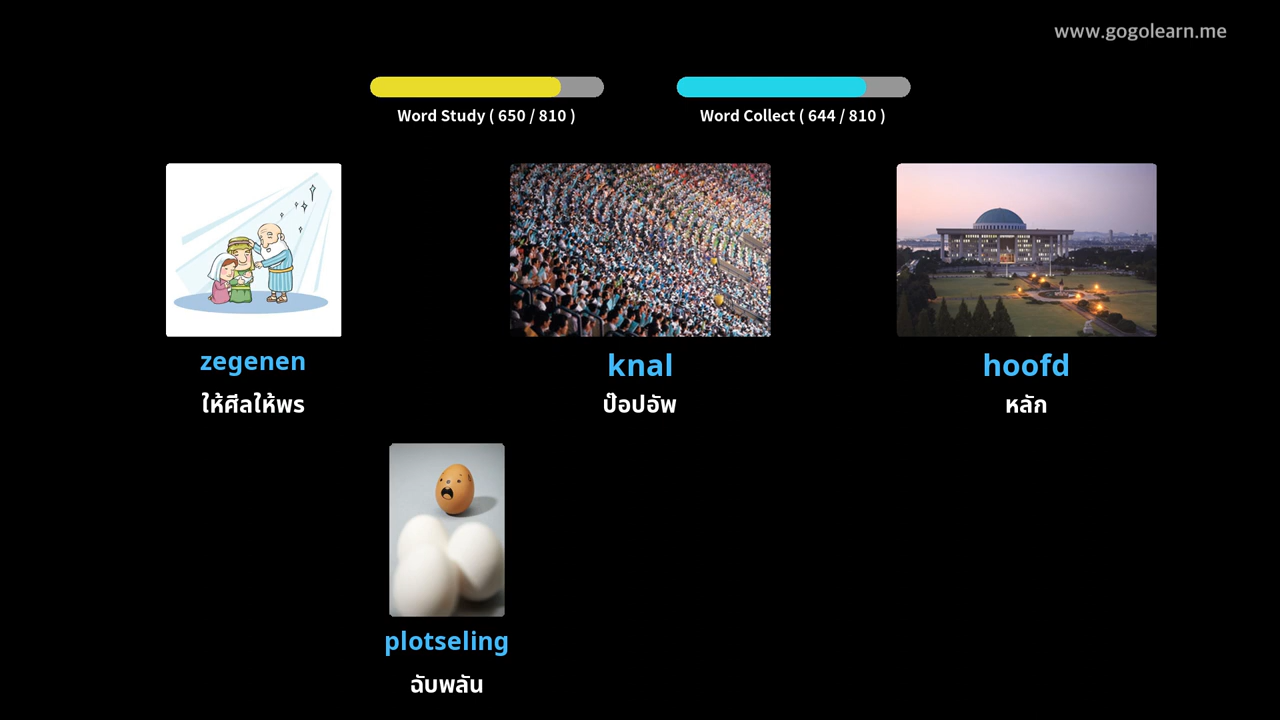 www.gogolearn.me
Word Study ( 650 / 810 )
Word Collect ( 644 / 810 )
zegenen
ให้ศีลให้พร
knal
ป๊อปอัพ
hoofd
หลัก
plotseling
ฉับพลัน